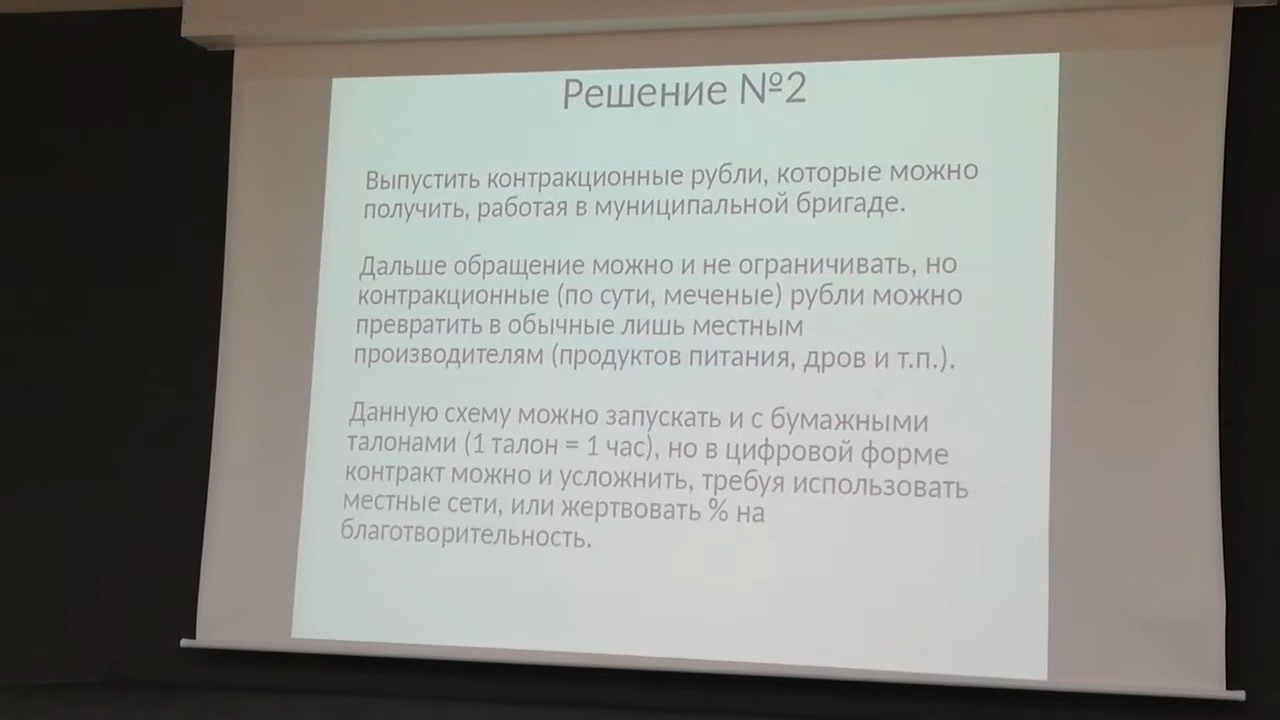 Решение №2
Выпустить контракционные рубли, которые можно
получить, работая в муниципальной бригаде.
Дальше обращение можно и не ограничивать, но
контракционные (по сути, меченые) рубли можно
превратить в обычные лишь местным
производителям (продуктов питания, дров и т.п.).
Данную схему можно запускать и с бумажными
талонами (1 талон = 1 час), но в цифровой форме
контракт можно и усложнить, требуя использовать
местные сети, или жертвовать % на
благотворительность.